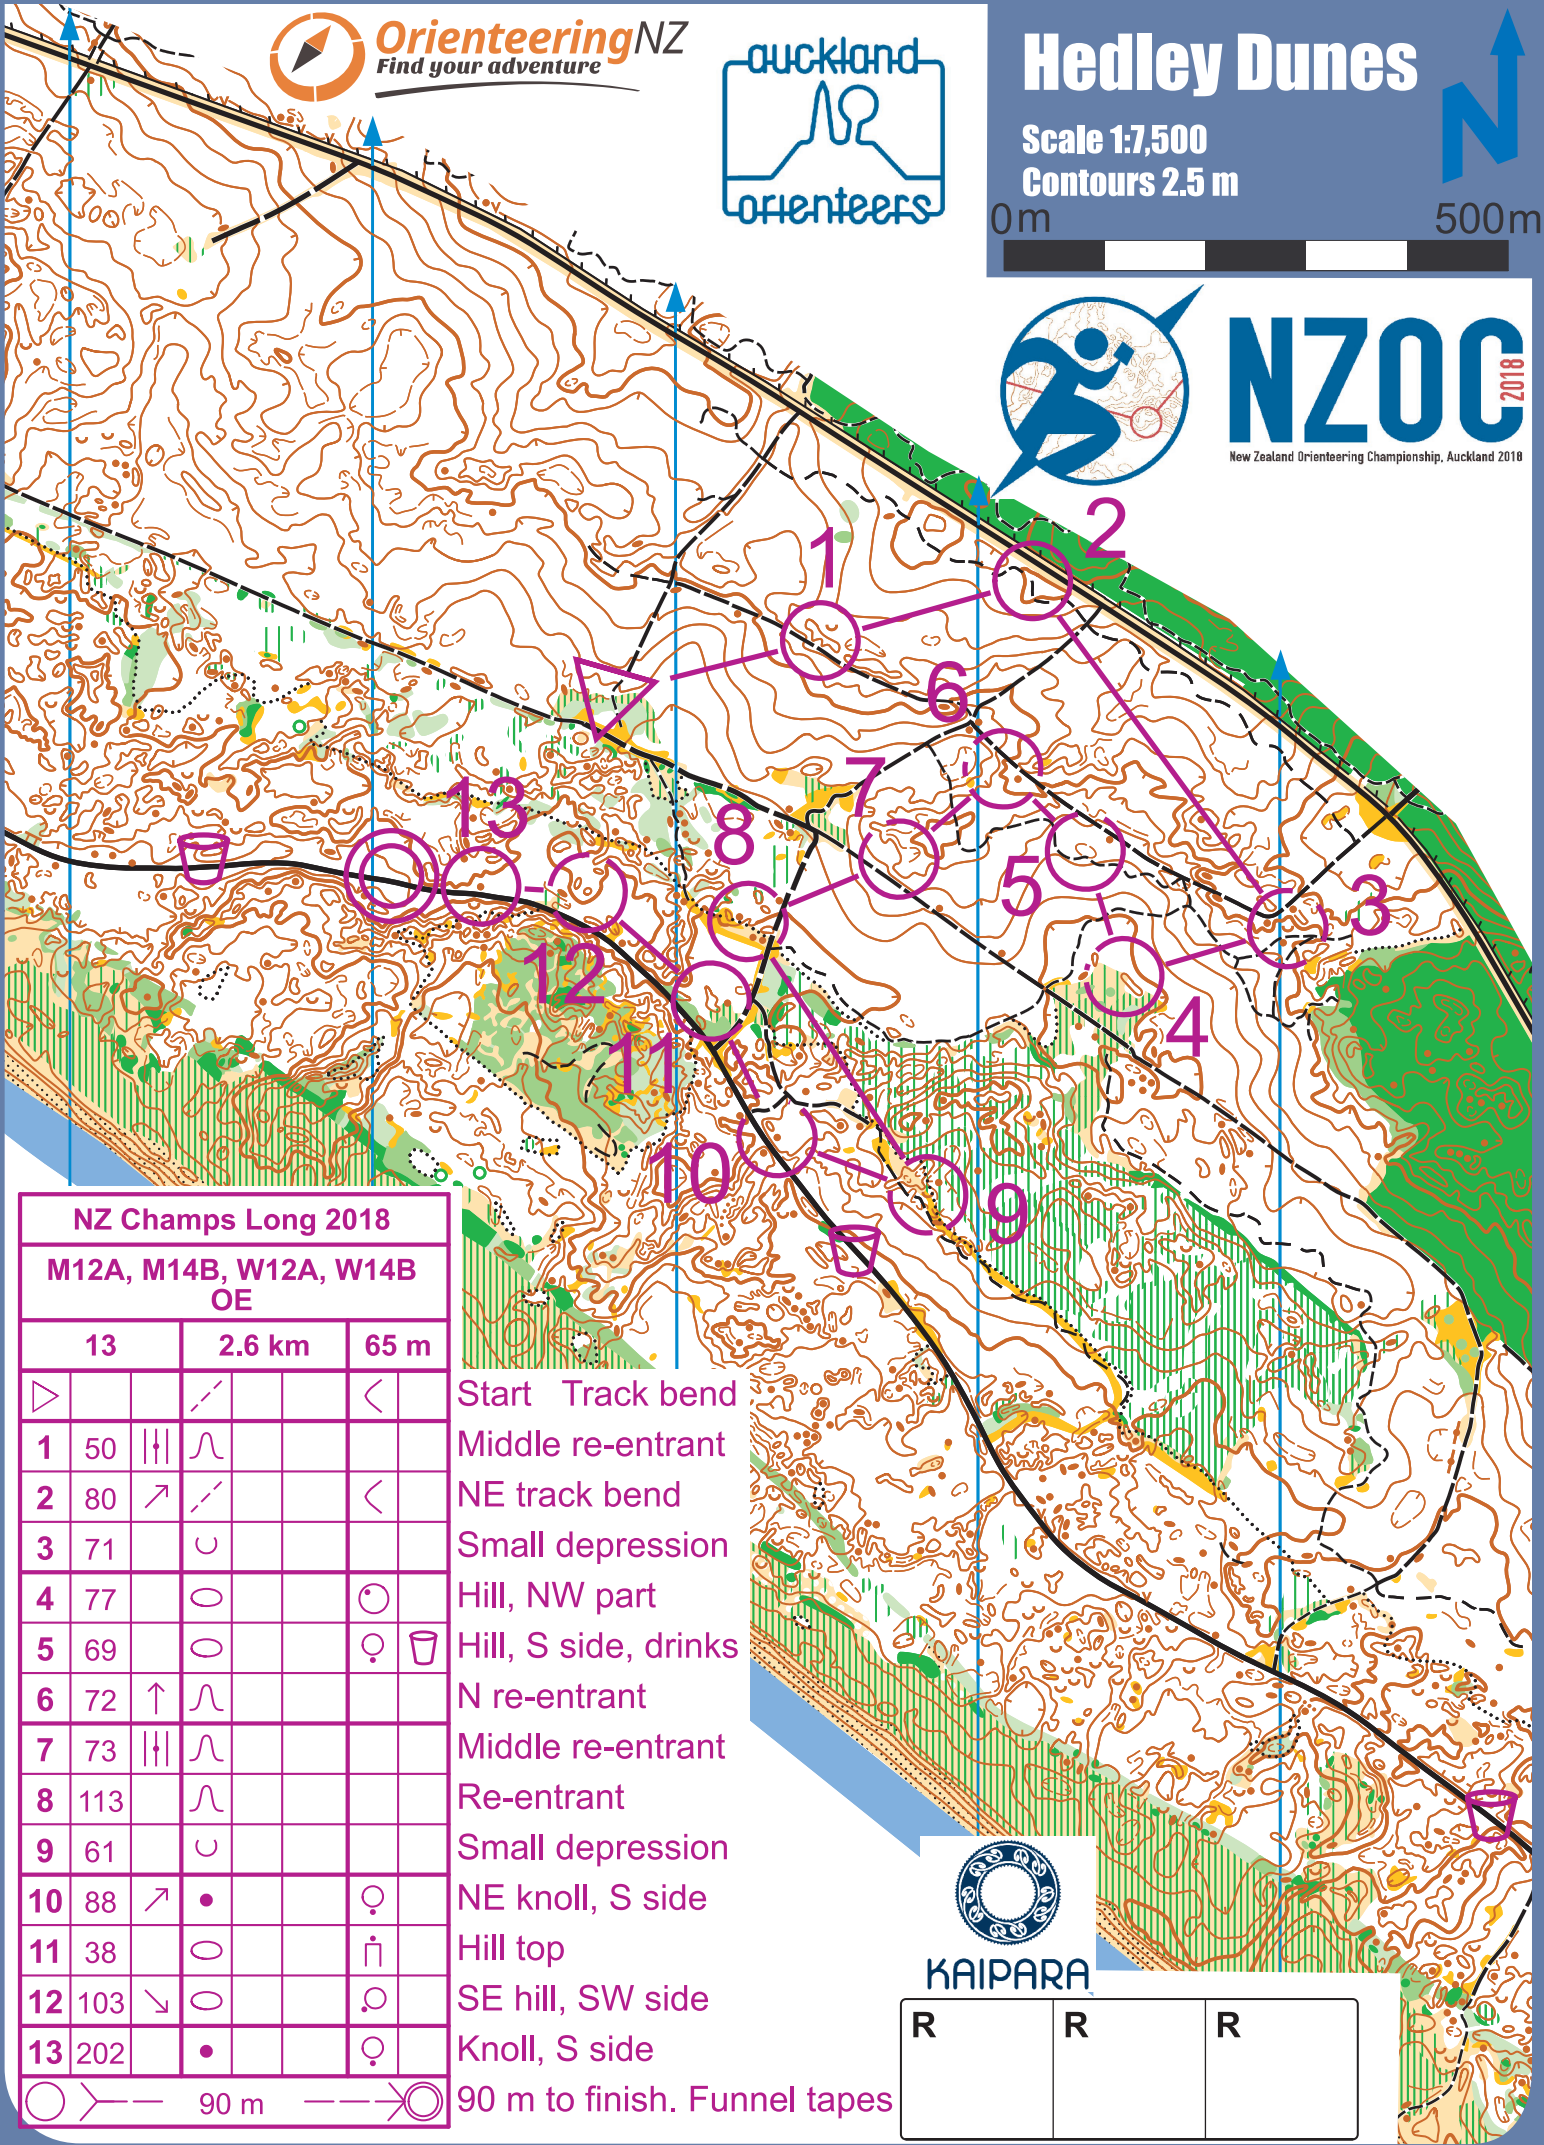 OrienteeringNZ
Find your adventure
auckland
orienteers
Hedley Dunes
Scale 1:7,500
Contours 2.5 m
N
0m 500m
NZOC
2018
New Zealand Orienteering Championship, Auckland 2018
1
2
6
7
13
8
5
3
12
4
11
10
9
NZ Champs Long 2018
M12A, M14B, W12A, W14B
OE
13 2.6 km 65 m
Start Track bend
1 50 Middle re-entrant
2 80 NE track bend
3 71 Small depression
4 77 Hill, NW part
5 69 Hill, S side, drinks
6 72 N re-entrant
7 73 Middle re-entrant
8 113 Re-entrant
9 61 Small depression
10 88 NE knoll, S side
11 38 Hill top
12 103 SE hill, SW side
13 202 Knoll, S side
90 m 90 m to finish. Funnel tapes
KAIPARA
R R R